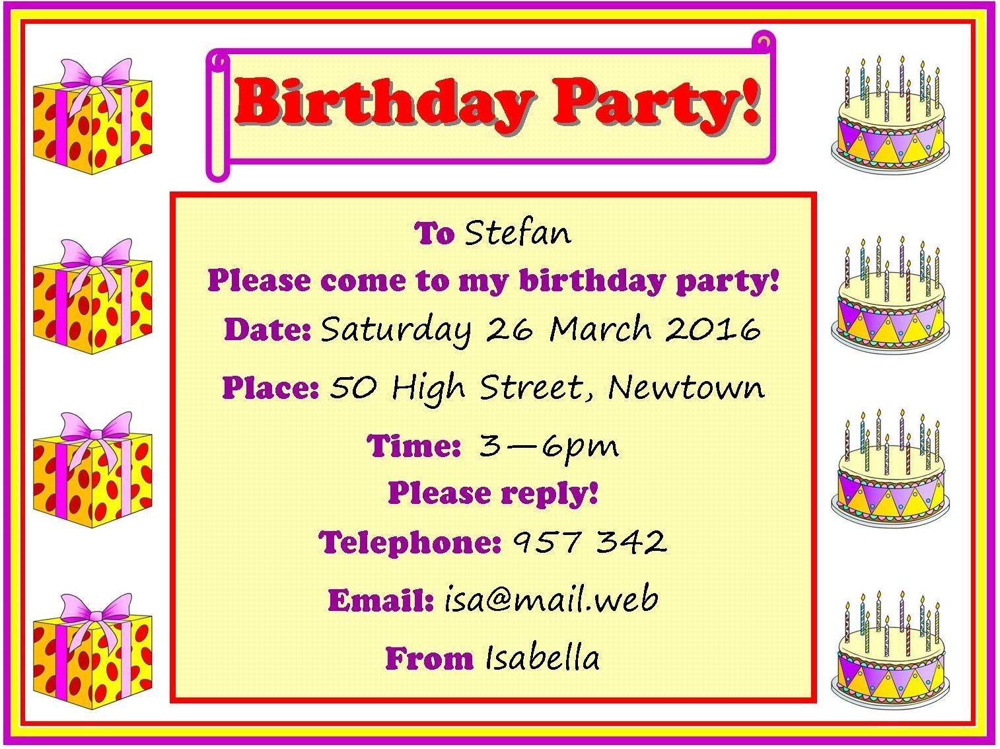 Birthday Party!
To Stefan
Please come to my birthday party!
Date: Saturday 26 March 2016
Place: 50 High Street, Newtown
Time: 3—6pm
Please reply!
Telephone: 957 342
Email: isa@mail.web
From Isabella